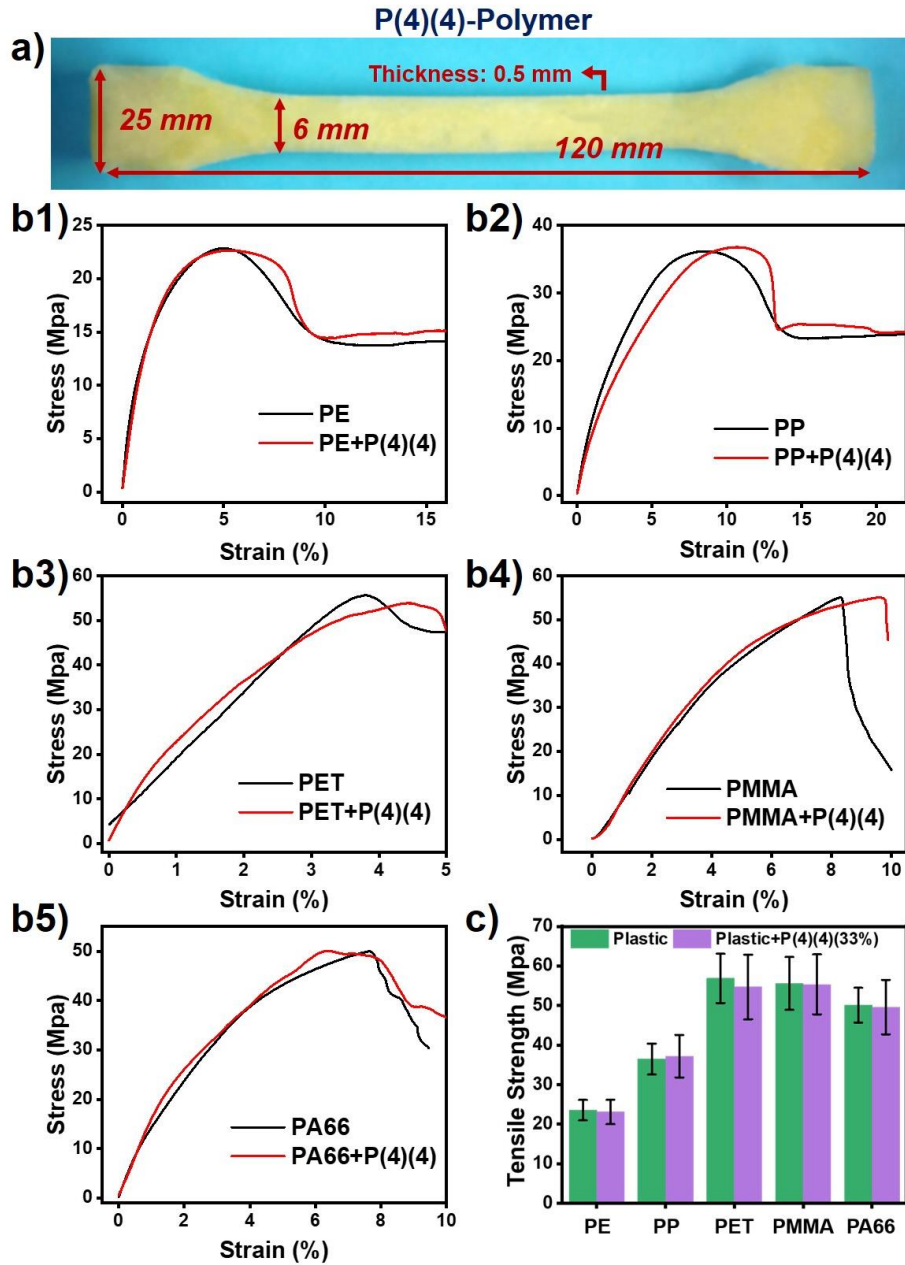 P(4)(4)-Polymer
a)
Thickness: 0.5 mm
25 mm
6 mm
120 mm
b1)
25
20
15
10
5
0
Stress (Mpa)
PE
PE+P(4)(4)
0 5 10 15
Strain (%)
b2)
40
30
20
10
0
Stress (Mpa)
PP
PP+P(4)(4)
0 5 10 15 20
Strain (%)
b3)
60
50
40
30
20
10
0
Stress (Mpa)
PET
PET+P(4)(4)
0 1 2 3 4 5
Strain (%)
b4)
60
50
40
30
20
10
0
Stress (Mpa)
PMMA
PMMA+P(4)(4)
0 2 4 6 8 10
Strain (%)
b5)
50
40
30
20
10
0
Stress (Mpa)
PA66
PA66+P(4)(4)
0 2 4 6 8 10
Strain (%)
c)
70
60
50
40
30
20
10
0
Tensile Strength (Mpa)
Plastic Plastic+P(4)(4)(33%)
PE PP PET PMMA PA66